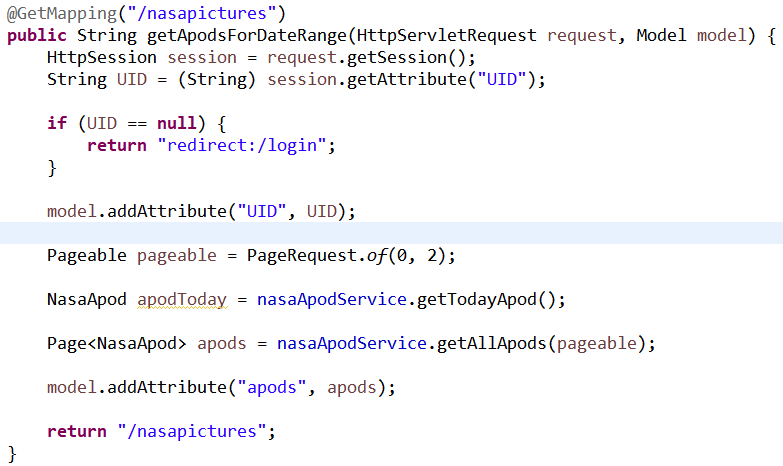 @GetMapping("/nasapictures")
public String getApodsForDateRange(HttpServletRequest request, Model model) {
    HttpSession session = request.getSession();
    String UID = (String) session.getAttribute("UID");

    if (UID == null) {
        return "redirect:/login";
    }

    model.addAttribute("UID", UID);

    Pageable pageable = PageRequest.of(0, 2);

    NasaApod apodToday = nasaApodService.getTodayApod();

    Page<NasaApod> apods = nasaApodService.getAllApods(pageable);

    model.addAttribute("apods", apods);

    return "/nasapictures";
}